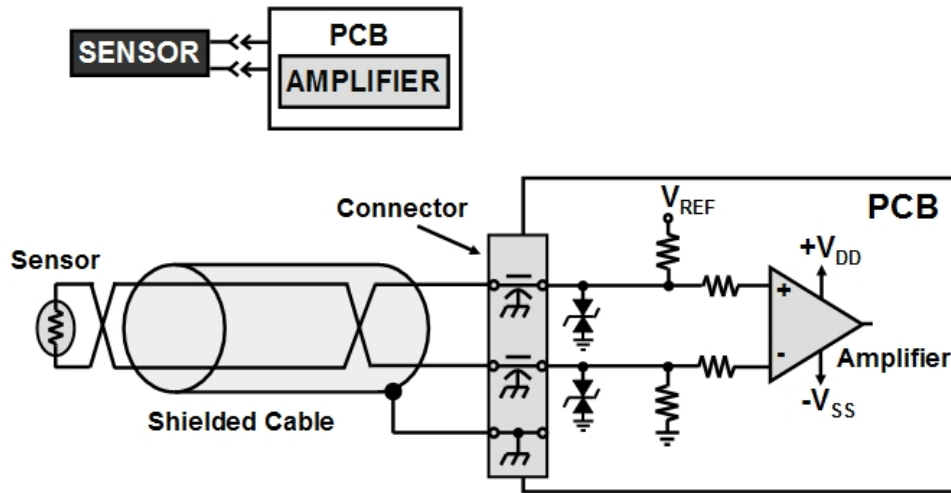 SENSOR
PCB
AMPLIFIER
Connector
V_REF
PCB
Sensor
+V_DD
+
-
Amplifier
-V_SS
Shielded Cable